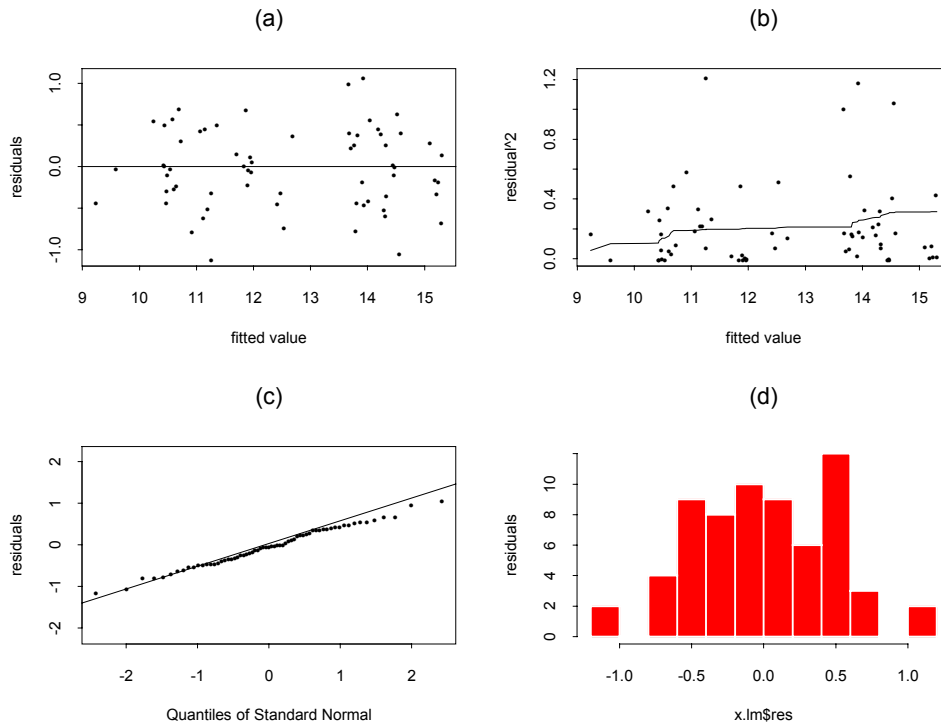 (a)
residuals
1.0
0.0
-1.0
9 10 11 12 13 14 15
fitted value
(b)
residual^2
1.2
0.6
0.0
9 10 11 12 13 14 15
fitted value
(c)
residuals
2
1
0
-1
-2
-2 -1 0 1 2
Quantiles of Standard Normal
(d)
residuals
10
8
6
4
2
0
-1.0 -0.5 0.0 0.5 1.0
x.lm$res